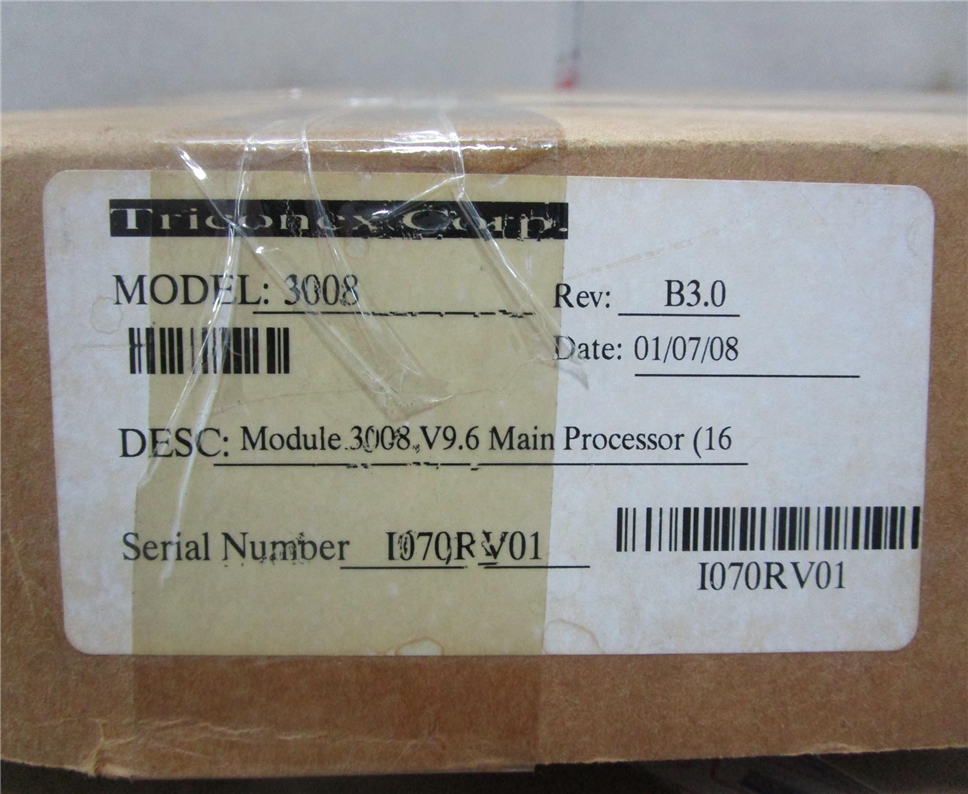 Triconex Corp.
MODEL: 3008
Rev: B3.0
Date: 01/07/08
DESC: Module 3008,V9.6 Main Processor (16
Serial Number I070RV01
I070RV01